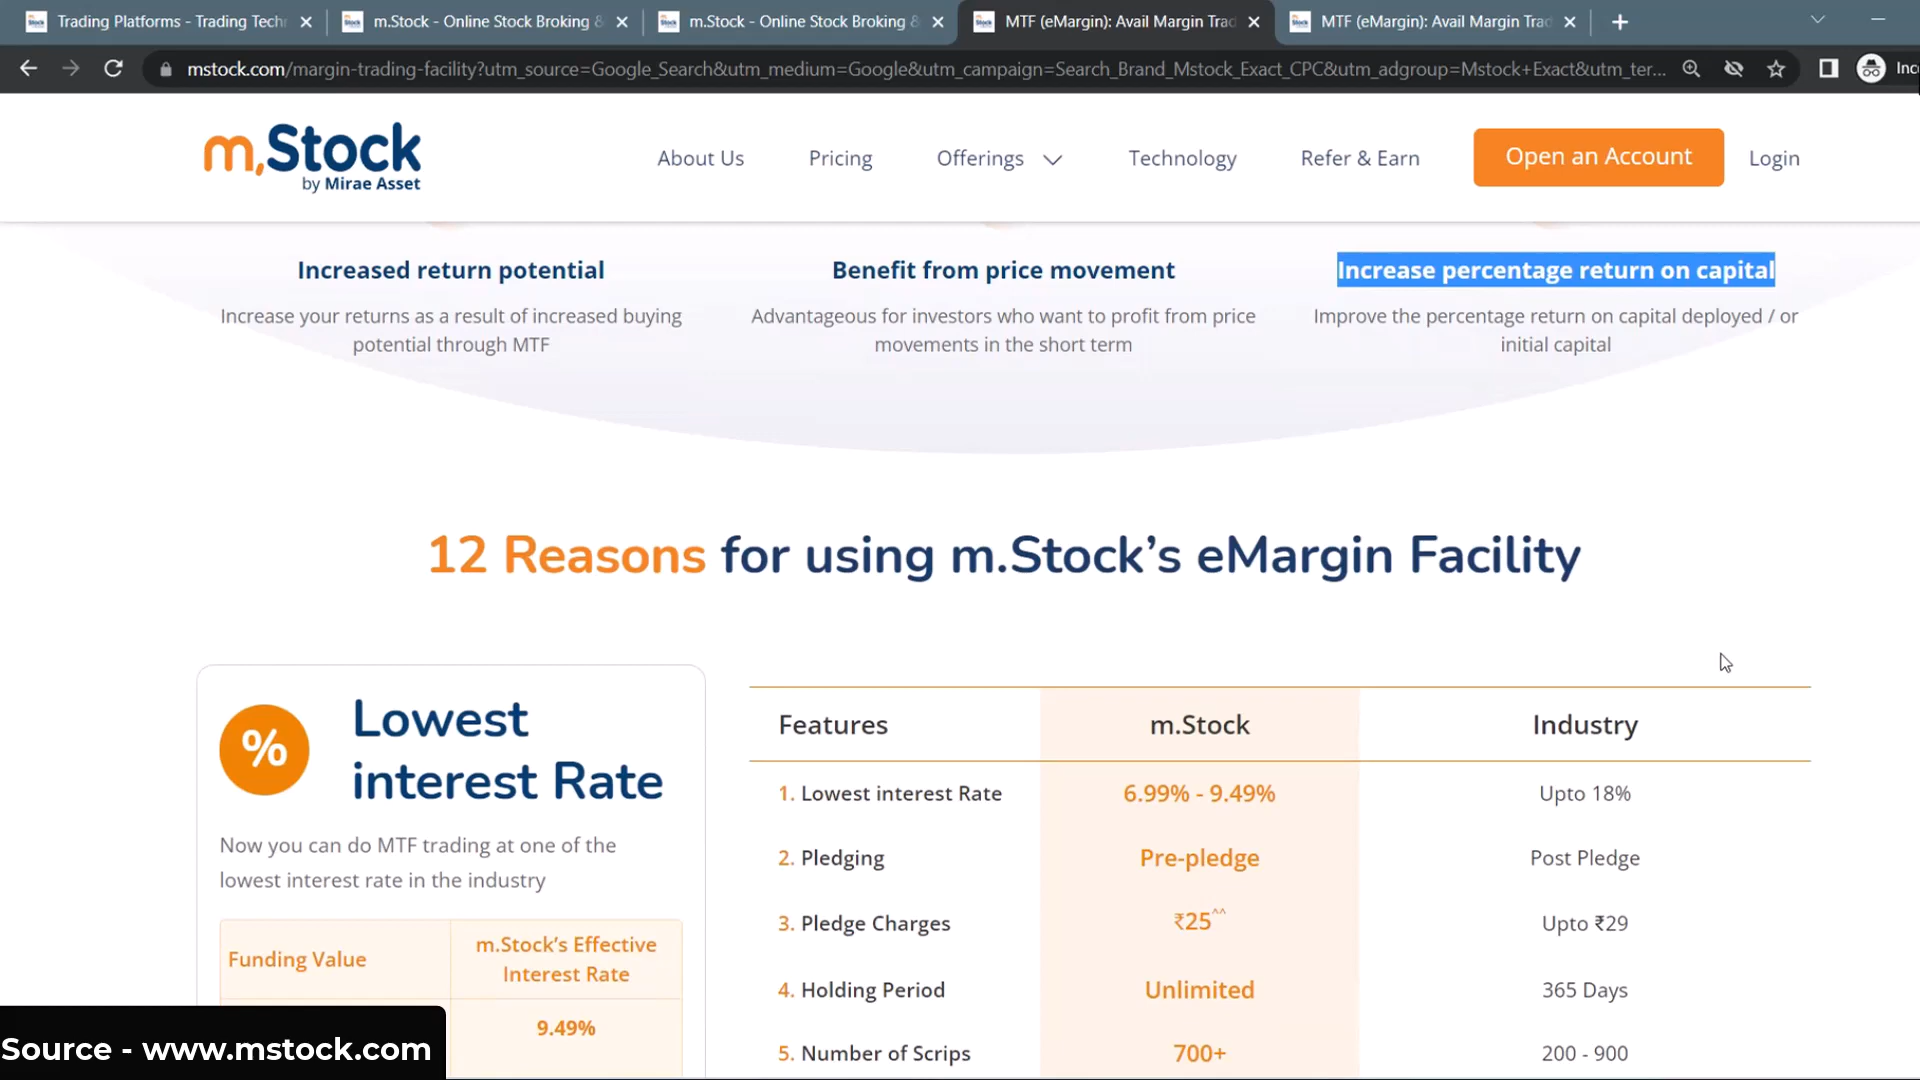 Trading Platforms - Trading Tech
m.Stock - Online Stock Broking &
m.Stock - Online Stock Broking &
MTF (eMargin): Avail Margin Trad
MTF (eMargin): Avail Margin Trad
mstock.com/margin-trading-facility?utm_source=Google_Search&utm_medium=Google&utm_campaign=Search_Brand_Mstock_Exact_CPC&utm_adgroup=Mstock+Exact&utm_ter...
Inc
m.Stock
by Mirae Asset
About Us
Pricing
Offerings
Technology
Refer & Earn
Open an Account
Login
Increased return potential
Increase your returns as a result of increased buying
potential through MTF
Benefit from price movement
Advantageous for investors who want to profit from price
movements in the short term
Increase percentage return on capital
Improve the percentage return on capital deployed / or
initial capital
12 Reasons for using m.Stock’s eMargin Facility
%
Lowest
interest Rate
Now you can do MTF trading at one of the
lowest interest rate in the industry
Funding Value
m.Stock’s Effective
Interest Rate
9.49%
Features m.Stock Industry
1. Lowest interest Rate 6.99% - 9.49% Upto 18%
2. Pledging Pre-pledge Post Pledge
3. Pledge Charges ₹25^^ Upto ₹29
4. Holding Period Unlimited 365 Days
5. Number of Scrips 700+ 200 - 900
Source - www.mstock.com